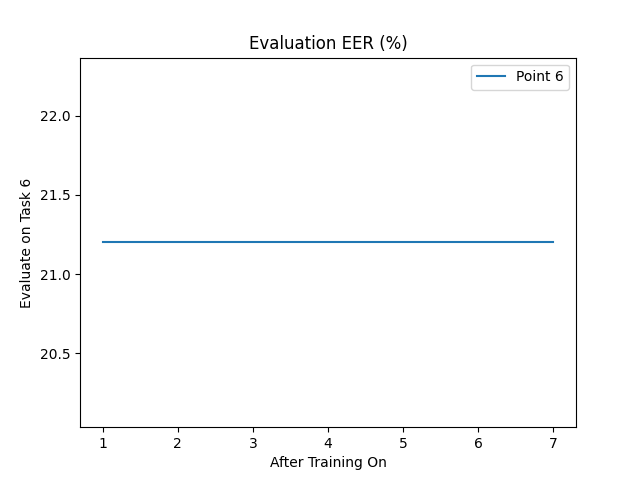 Evaluation EER (%)
Point 6
22.0
21.5
21.0
20.5
Evaluate on Task 6
1 2 3 4 5 6 7
After Training On